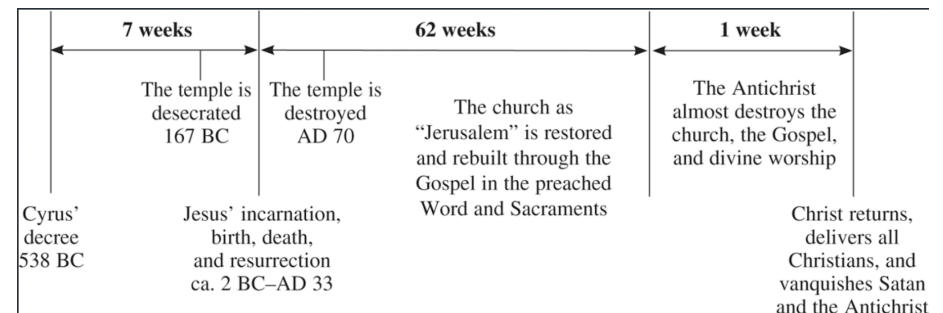 7 weeks
62 weeks
1 week
The temple is
desecrated
167 BC
The temple is
destroyed
AD 70
The church as
“Jerusalem” is restored
and rebuilt through the
Gospel in the preached
Word and Sacraments
The Antichrist
almost destroys the
church, the Gospel,
and divine worship
Cyrus’
decree
538 BC
Jesus’ incarnation,
birth, death,
and resurrection
ca. 2 BC–AD 33
Christ returns,
delivers all
Christians, and
vanquishes Satan
and the Antichrist